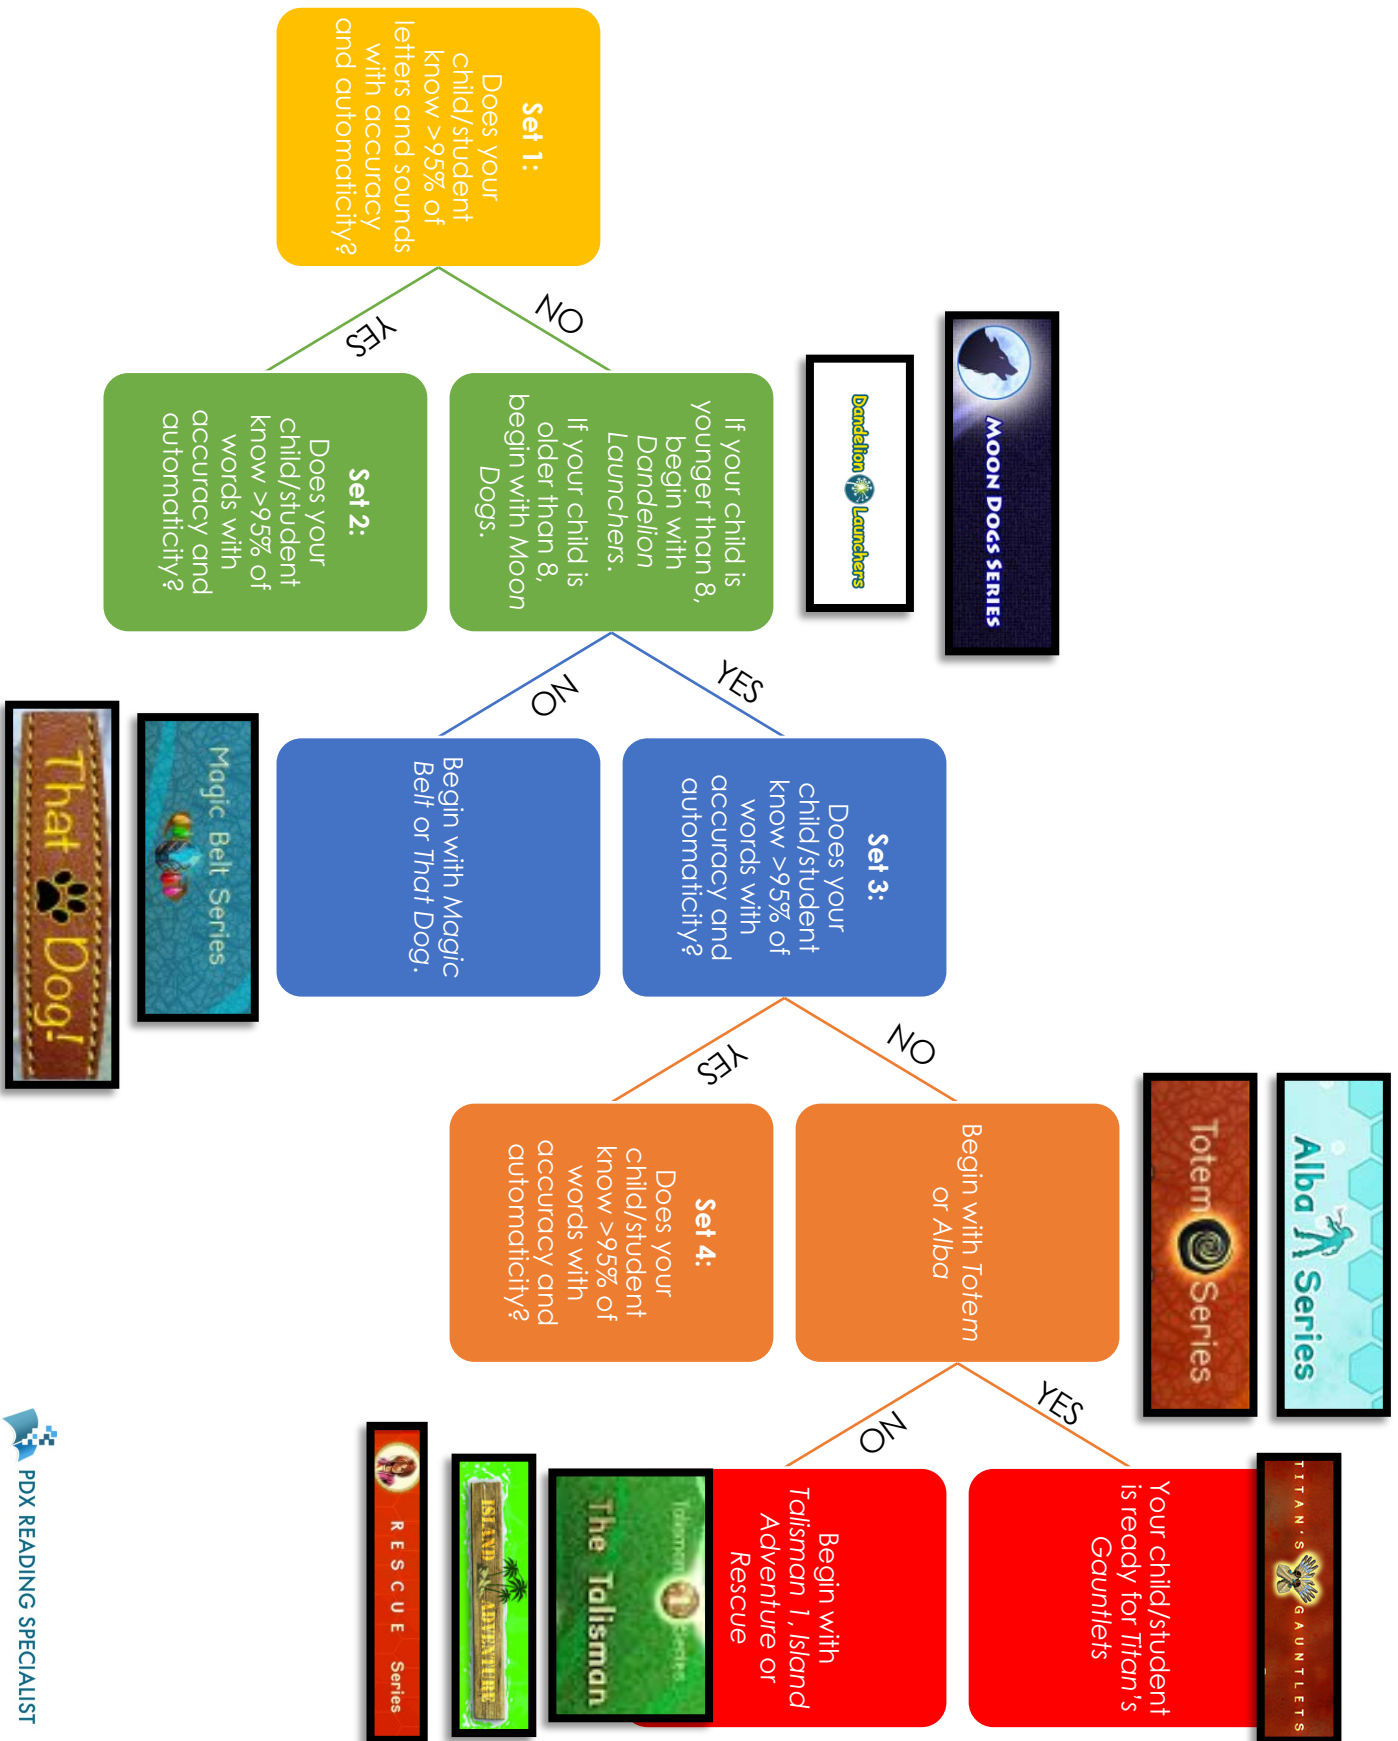 Set 1:
Does your
child/student
know >95% of
letters and sounds
with accuracy
and automaticity?
NO
YES
MOON DOGS SERIES
Dandelion Launchers
If your child is
younger than 8,
begin with
Dandelion
Launchers.
If your child is
older than 8,
begin with Moon
Dogs.
Set 2:
Does your
child/student
know >95% of
words with
accuracy and
automaticity?
YES
NO
Set 3:
Does your
child/student
know >95% of
words with
accuracy and
automaticity?
Begin with Magic
Belt or That Dog.
Magic Belt Series
That Dog!
NO
YES
Alba Series
Totem Series
Begin with Totem
or Alba
Set 4:
Does your
child/student
know >95% of
words with
accuracy and
automaticity?
YES
NO
TITAN'S GAUNTLETS
Your child/student
is ready for Titan's
Gauntlets
Begin with
Talisman 1, Island
Adventure or
Rescue
Talisman 1 Series
The Talisman
ISLAND ADVENTURE
RESCUE Series
PDX READING SPECIALIST